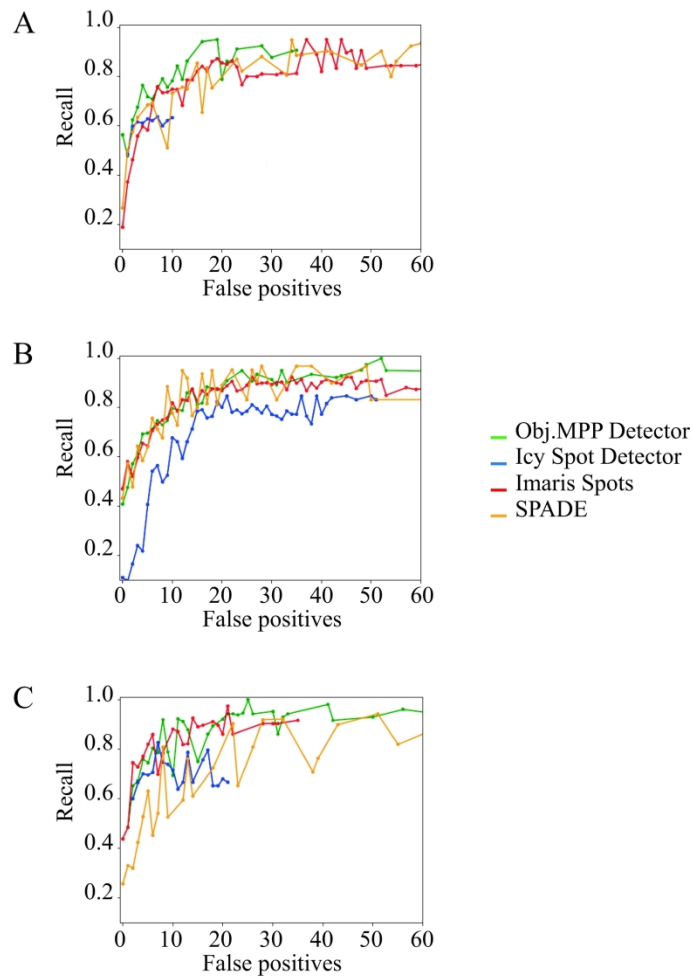 A
1.0
0.8
0.6
0.4
0.2
Recall
0 10 20 30 40 50 60
False positives
B
1.0
0.8
0.6
0.4
0.2
Recall
0 10 20 30 40 50 60
False positives
Obj.MPP Detector
Icy Spot Detector
Imaris Spots
SPADE
C
1.0
0.8
0.6
0.4
0.2
Recall
0 10 20 30 40 50 60
False positives